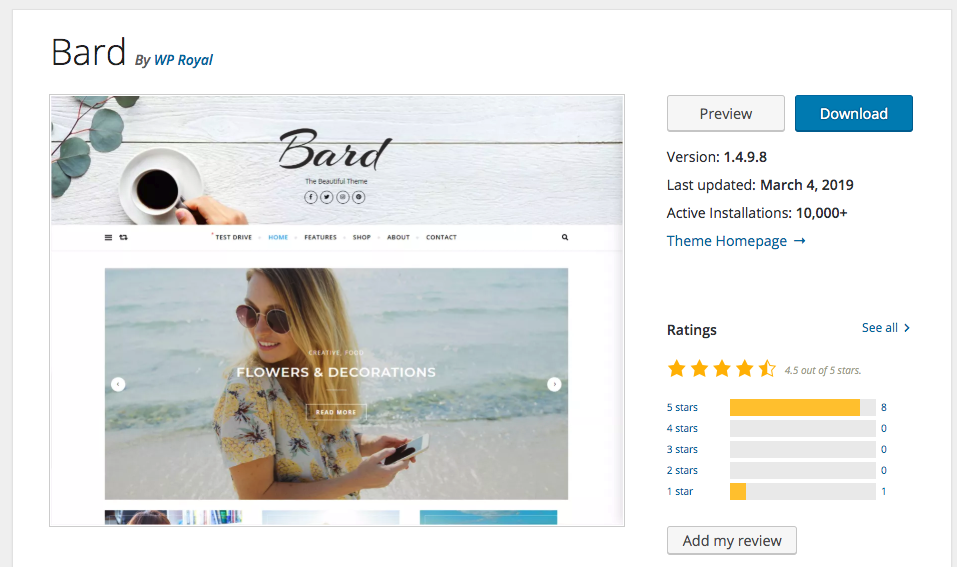 Bard By WP Royal
Bard
The Beautiful Theme
TEST DRIVE HOME FEATURES SHOP ABOUT CONTACT
CREATIVE, FOOD
FLOWERS & DECORATIONS
READ MORE
Preview Download
Version: 1.4.9.8
Last updated: March 4, 2019
Active Installations: 10,000+
Theme Homepage →
Ratings See all >
4.5 out of 5 stars.
5 stars 8
4 stars 0
3 stars 0
2 stars 0
1 star 1
Add my review